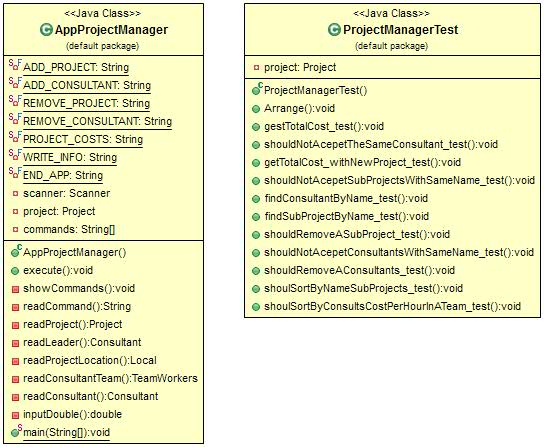 <<Java Class>>
AppProjectManager
(default package)
ADD_PROJECT: String
ADD_CONSULTANT: String
REMOVE_PROJECT: String
REMOVE_CONSULTANT: String
PROJECT_COSTS: String
WRITE_INFO: String
END_APP: String
scanner: Scanner
project: Project
commands: String[]
AppProjectManager()
execute():void
showCommands():void
readCommand():String
readProject():Project
readLeader():Consultant
readProjectLocation():Local
readConsultantTeam():TeamWorkers
readConsultant():Consultant
inputDouble():double
main(String[]):void
<<Java Class>>
ProjectManagerTest
(default package)
project: Project
ProjectManagerTest()
Arrange():void
gestTotalCost_test():void
shouldNotAcepetTheSameConsultant_test():void
getTotalCost_withNewProject_test():void
shouldNotAcepetSubProjectsWithSameName_test():void
findConsultantByName_test():void
findSubProjectByName_test():void
shouldRemoveASubProject_test():void
shouldNotAcepetConsultantsWithSameName_test():void
shouldRemoveAConsultants_test():void
shoulSortByNameSubProjects_test():void
shoulSortByConsultsCostPerHourInATeam_test():void